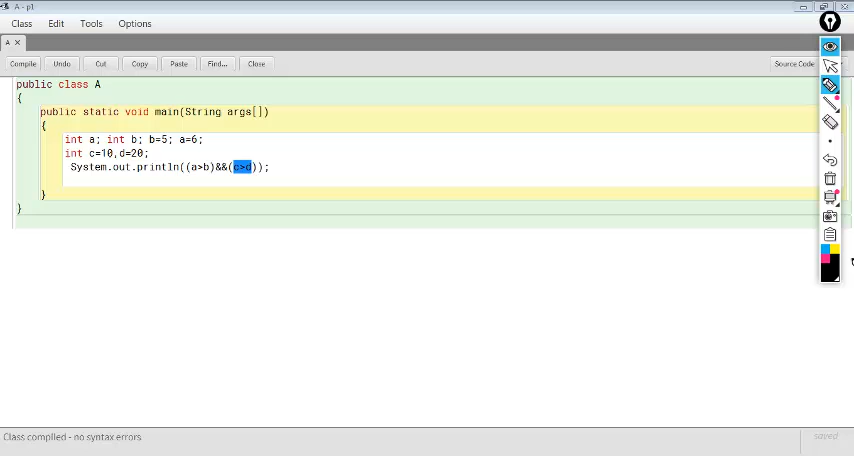 A - p1
Class Edit Tools Options
A ✕
Compile Undo Cut Copy Paste Find... Close Source Code
public class A
{
public static void main(String args[])
{
int a; int b; b=5; a=6;
int c=10,d=20;
System.out.println((a>b)&&(c>d));
}
}
Class compiled - no syntax errors
saved